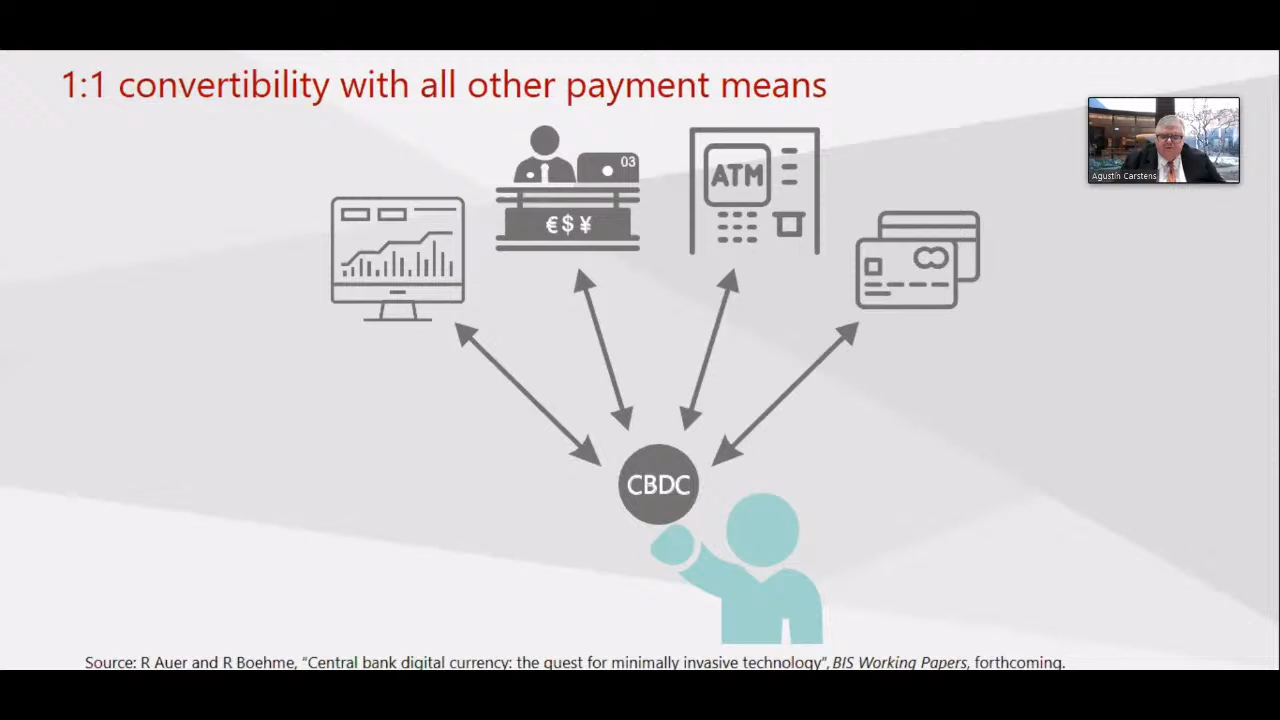 1:1 convertibility with all other payment means
03
€$¥
ATM
Agustín Carstens
CBDC
Source: R Auer and R Boehme, “Central bank digital currency: the quest for minimally invasive technology”, BIS Working Papers, forthcoming.